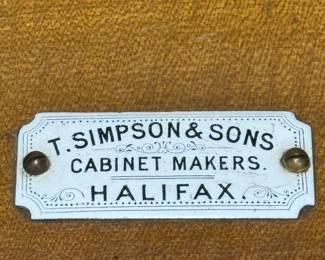 T. SIMPSON & SONS
CABINET MAKERS.
HALIFAX.